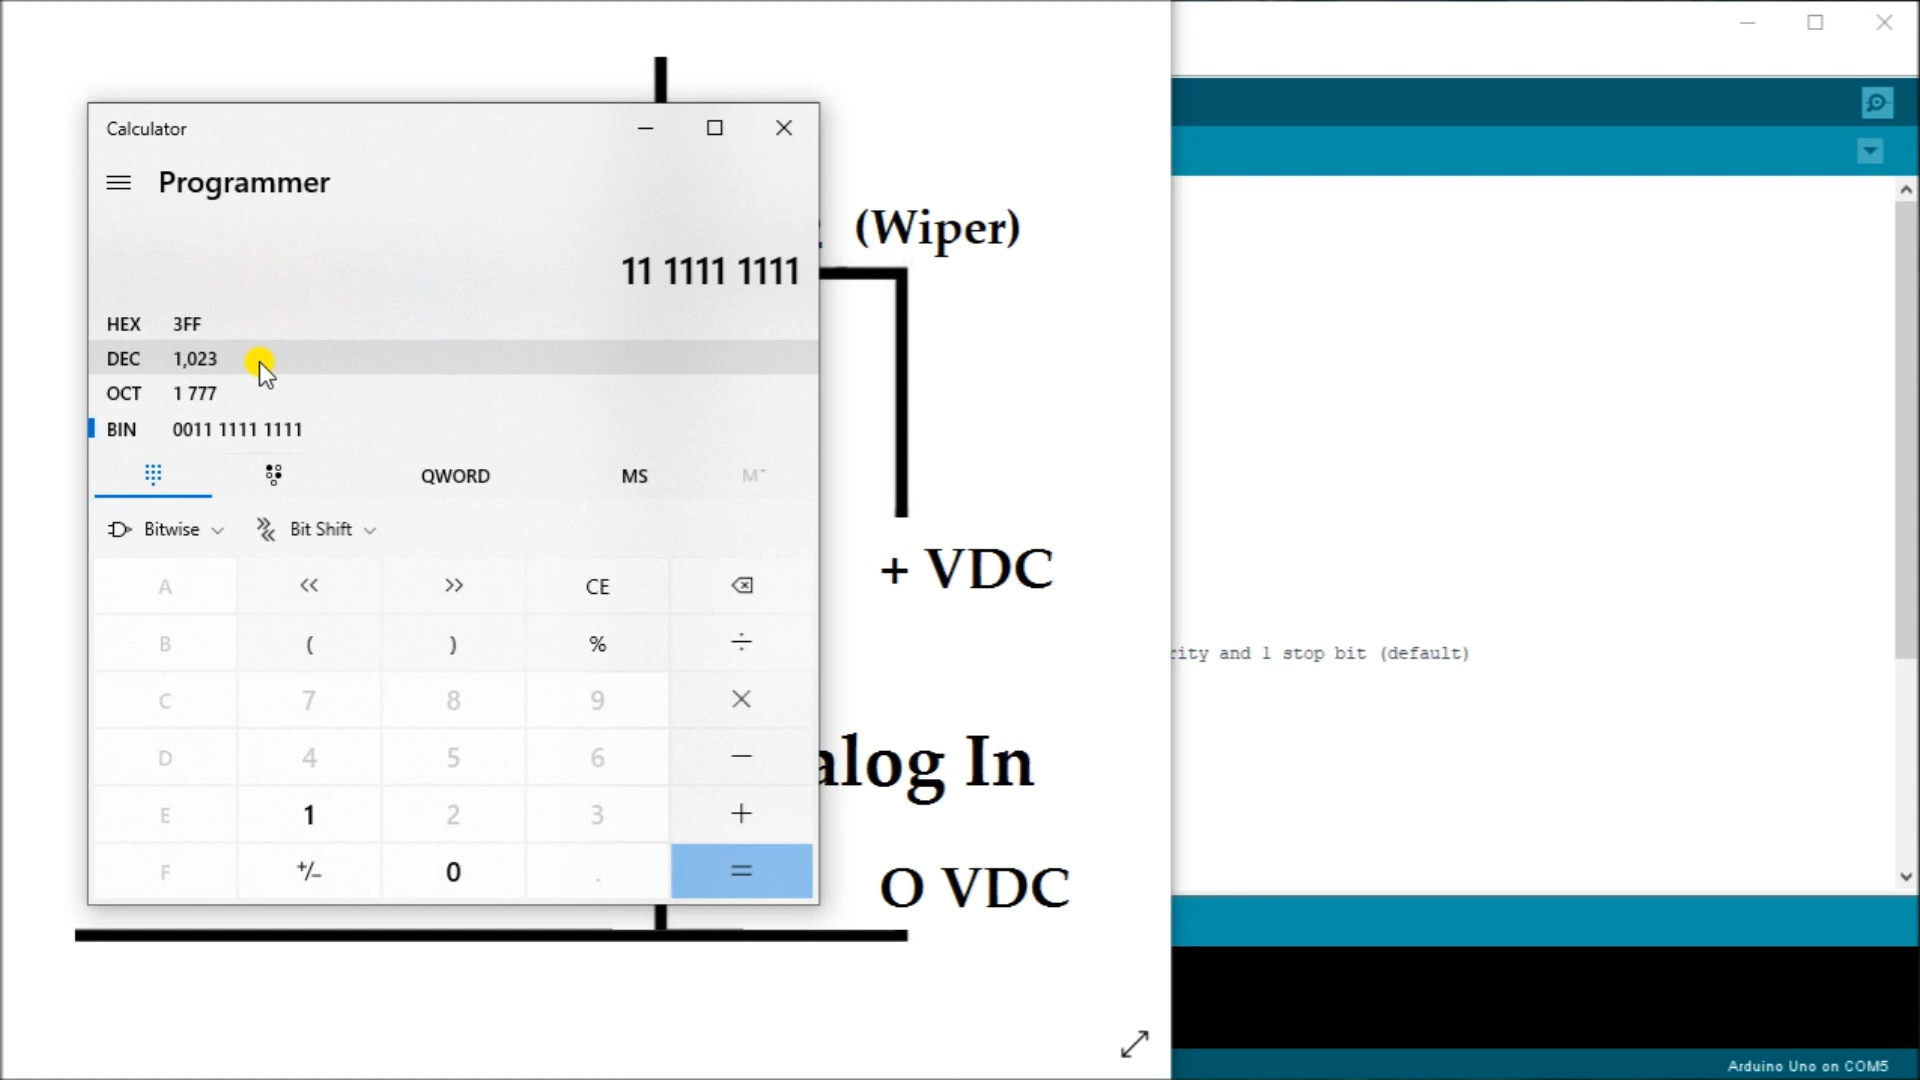 Calculator
Programmer
11 1111 1111
HEX 3FF
DEC 1,023
OCT 1 777
BIN 0011 1111 1111
QWORD MS M
Bitwise Bit Shift
A << >> CE
B ( ) % ÷
C 7 8 9 ×
D 4 5 6 −
E 1 2 3 +
F +/− 0 . =
(Wiper)
+ VDC
alog In
O VDC
rity and 1 stop bit (default)
Arduino Uno on COM5